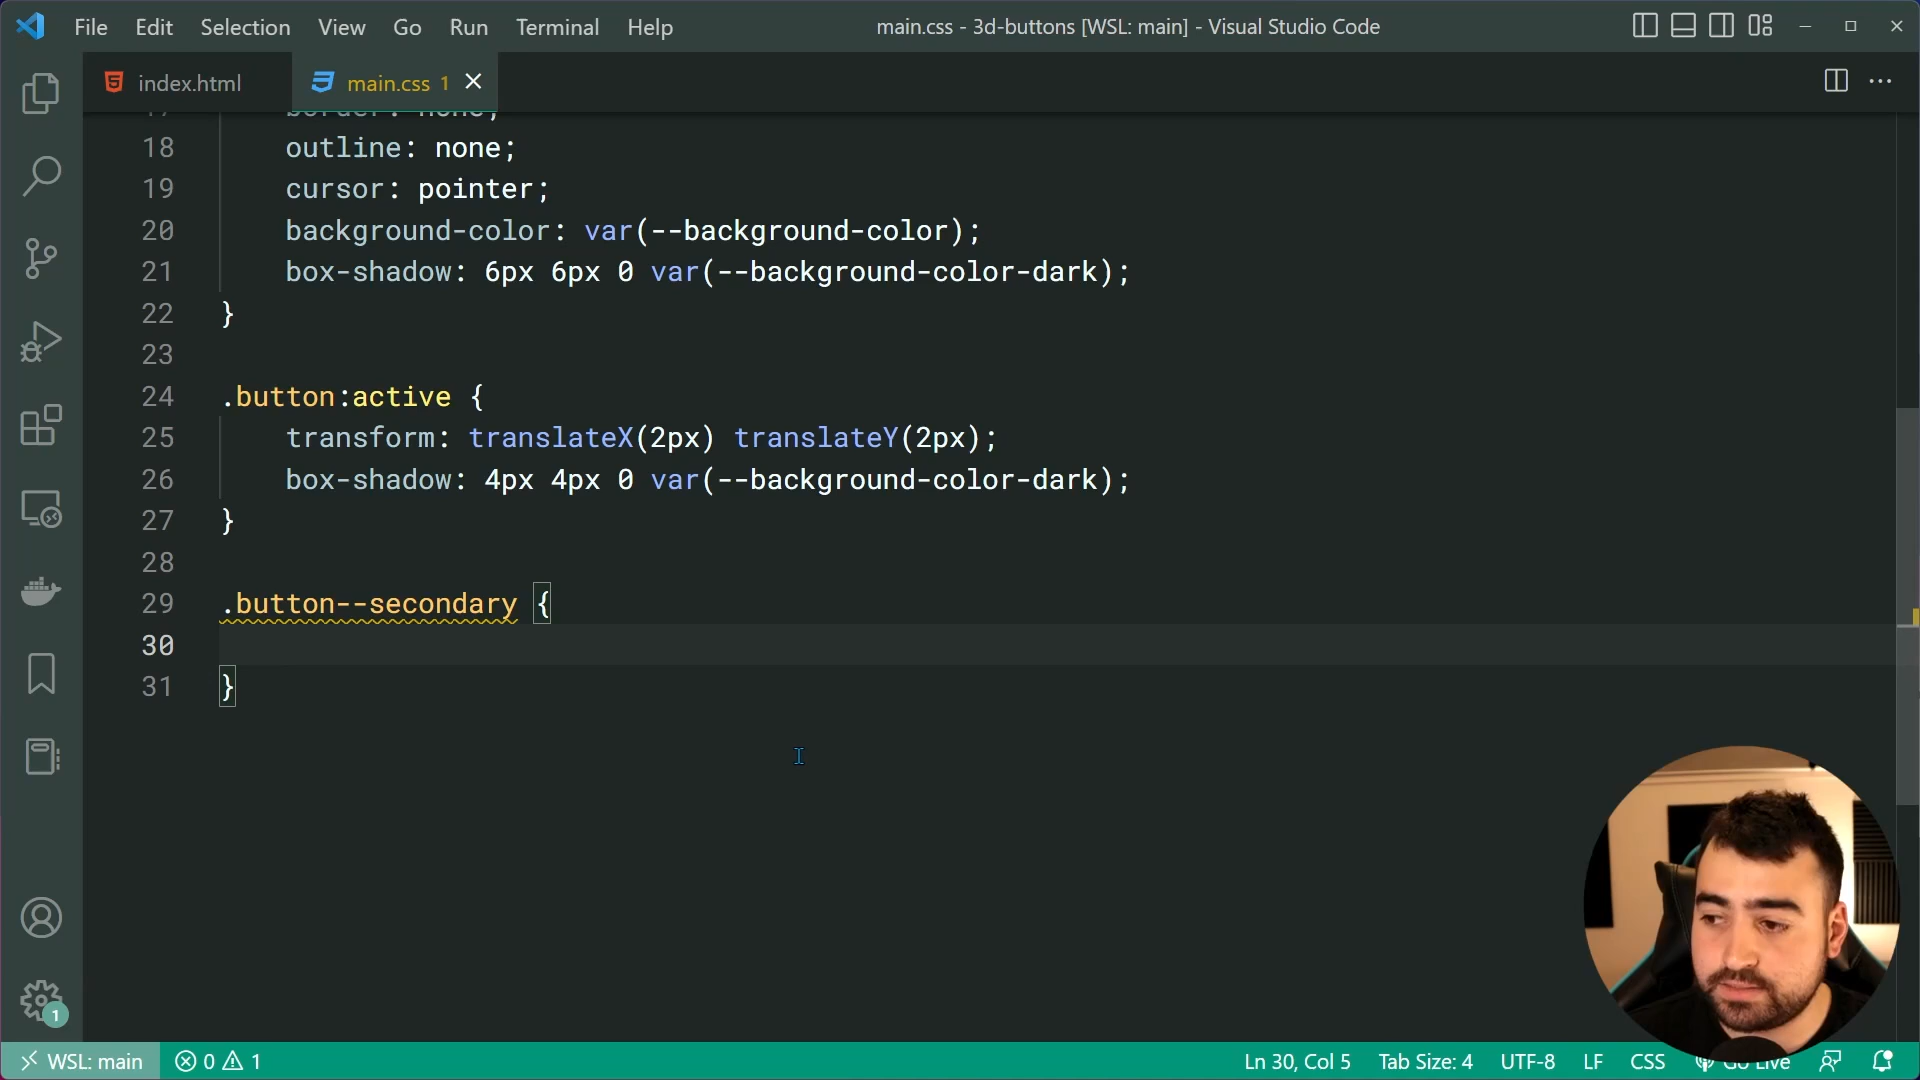 File Edit Selection View Go Run Terminal Help
main.css - 3d-buttons [WSL: main] - Visual Studio Code
index.html
main.css 1
17 border: none;
18 outline: none;
19 cursor: pointer;
20 background-color: var(--background-color);
21 box-shadow: 6px 6px 0 var(--background-color-dark);
22 }
23
24 .button:active {
25 transform: translateX(2px) translateY(2px);
26 box-shadow: 4px 4px 0 var(--background-color-dark);
27 }
28
29 .button--secondary {
30
31 }
1
WSL: main 0 1 Ln 30, Col 5 Tab Size: 4 UTF-8 LF CSS Go Live